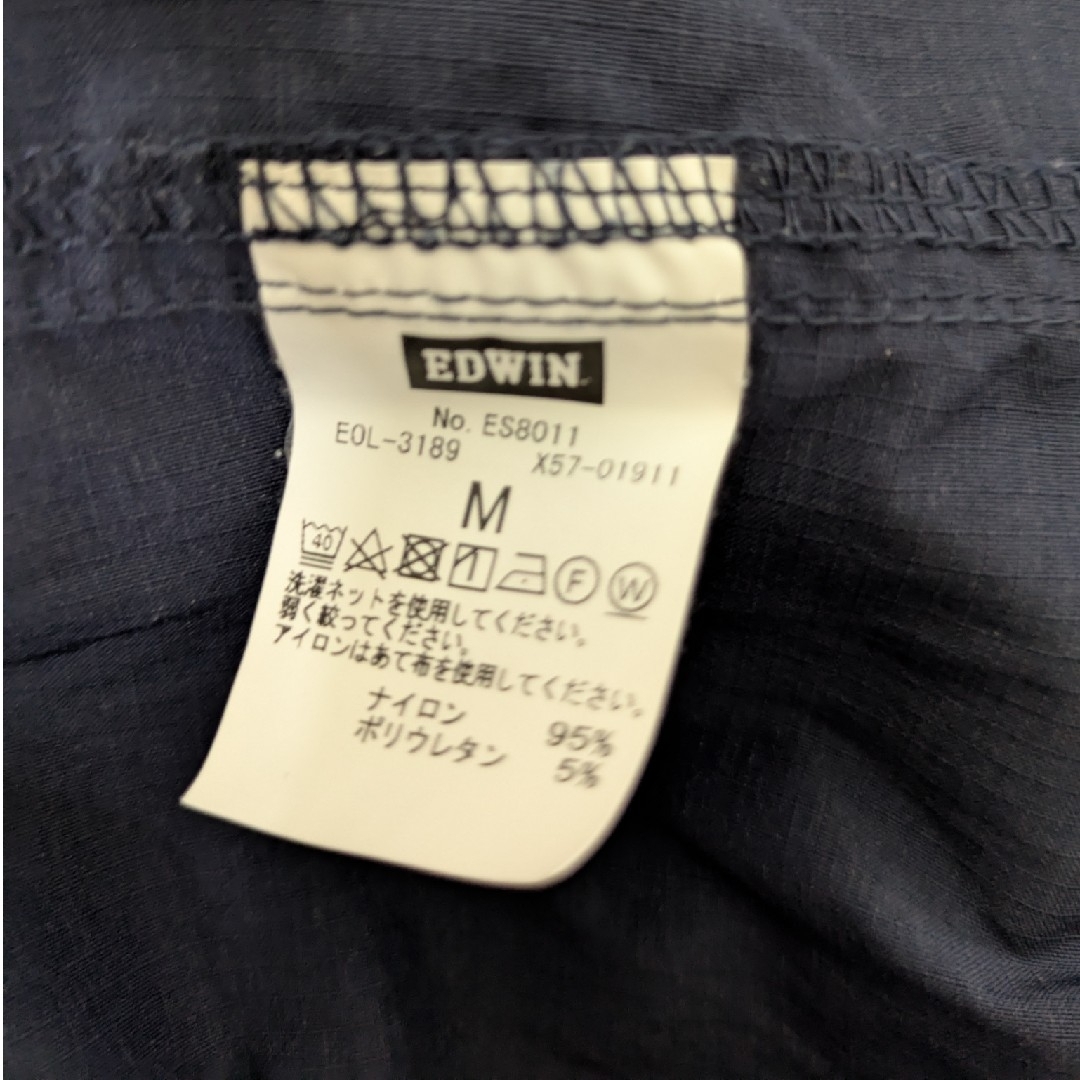 EDWIN
No. ES8011
EOL-3189 X57-01911
M
40 F W
洗濯ネットを使用してください。
弱く絞ってください。
アイロンはあて布を使用してください。
ナイロン 95%
ポリウレタン 5%